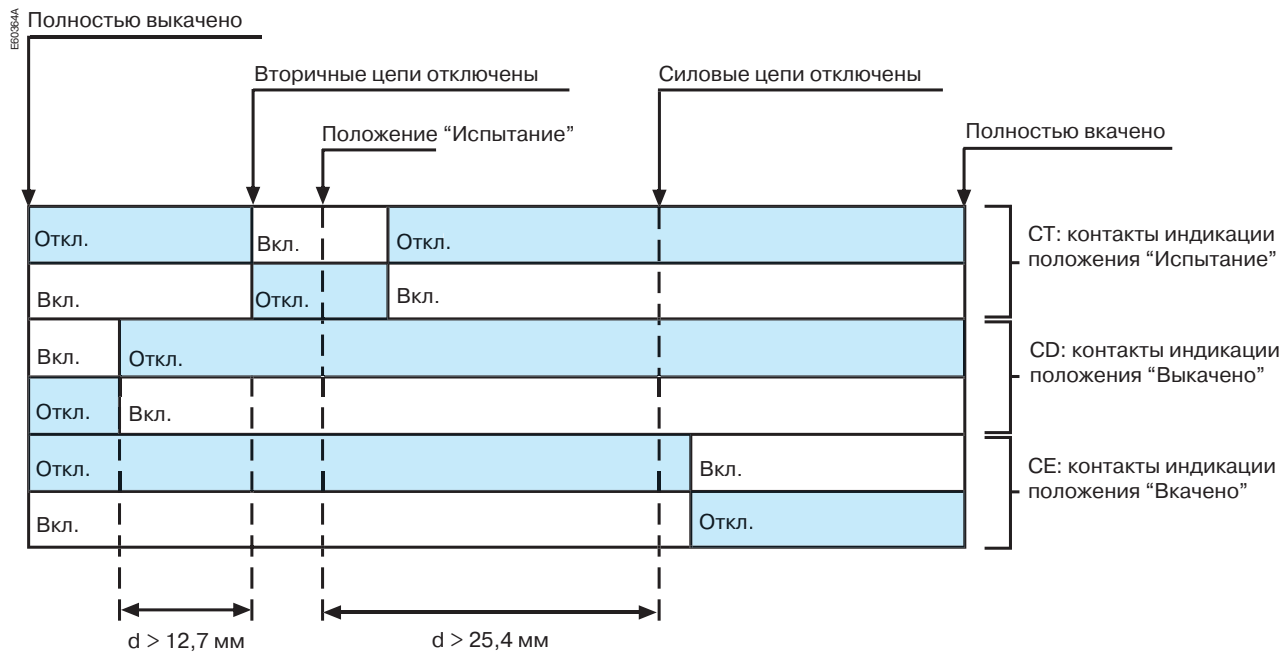 E60364A
Полностью выкачено
Вторичные цепи отключены
Силовые цепи отключены
Положение “Испытание”
Полностью вкачено
Откл.
Вкл.
Откл.
CT: контакты индикации
положения “Испытание”
Вкл.
Откл.
Вкл.
Вкл.
Откл.
CD: контакты индикации
положения “Выкачено”
Откл.
Вкл.
Откл.
Вкл.
CE: контакты индикации
положения “Вкачено”
Вкл.
Откл.
d > 12,7 мм
d > 25,4 мм